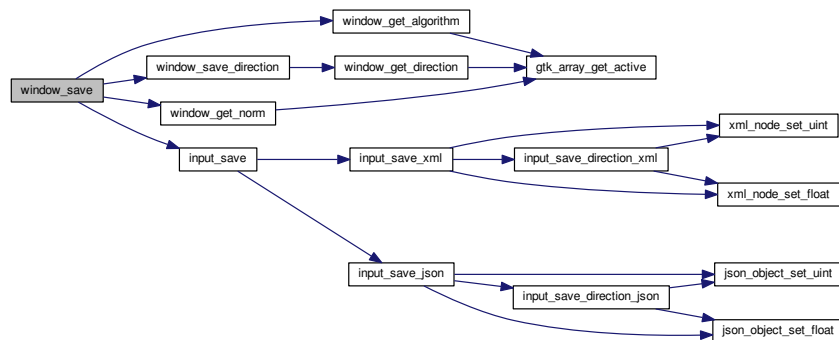 window_get_algorithm
window_save_direction
window_get_direction
gtk_array_get_active
window_save
window_get_norm
xml_node_set_uint
input_save
input_save_xml
input_save_direction_xml
xml_node_set_float
input_save_json
json_object_set_uint
input_save_direction_json
json_object_set_float